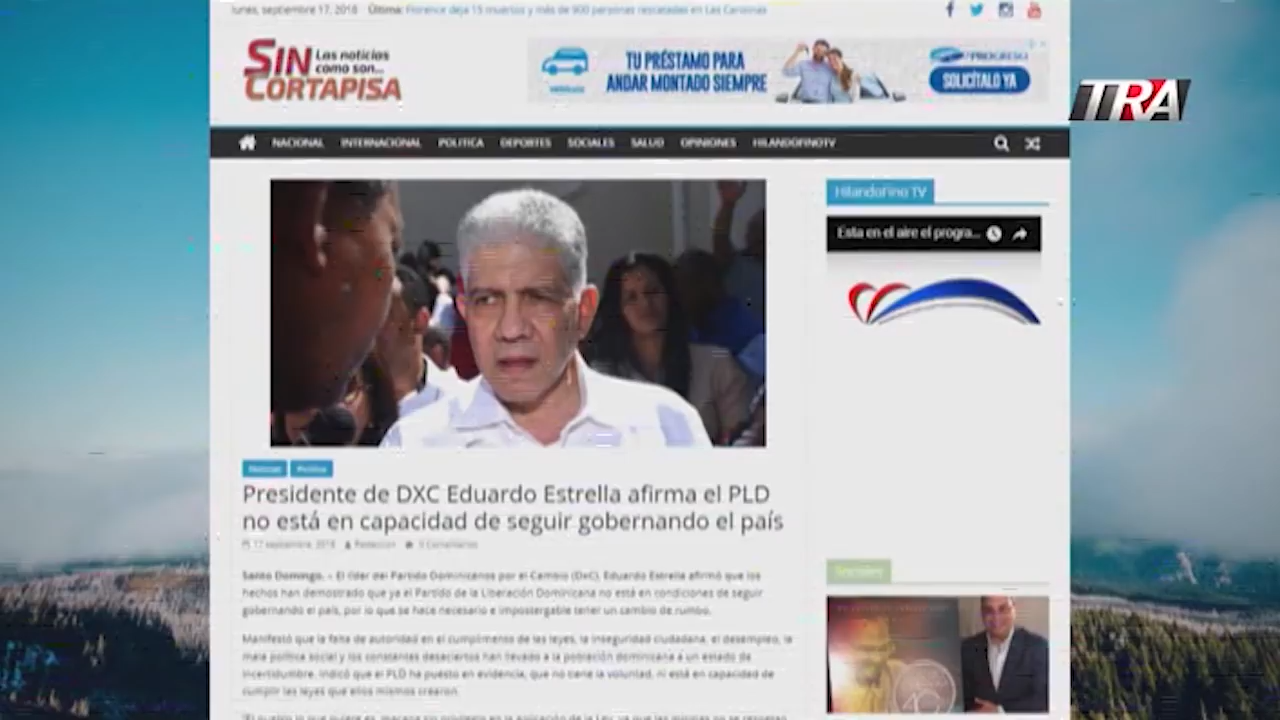 lunes, septiembre 17, 2018 Última: Florence deja 15 muertos y más de 900 personas rescatadas en Las Carolinas
SIN CORTAPISA
Las noticias
como son...
TU PRÉSTAMO PARA
ANDAR MONTADO SIEMPRE
PROGRESO
SOLICÍTALO YA
TRA
NACIONAL INTERNACIONAL POLITICA DEPORTES SOCIALES SALUD OPINIONES HILANDOFINOTV
HilandoFino TV
Esta en el aire el progra...
Noticias Política
Presidente de DXC Eduardo Estrella afirma el PLD
no está en capacidad de seguir gobernando el país
17 septiembre, 2018 Redaccion 0 Comentarios
Santo Domingo. – El líder del Partido Dominicanos por el Cambio (DxC), Eduardo Estrella afirmó que los
hechos han demostrado que ya el Partido de la Liberación Dominicana no está en condiciones de seguir
gobernando el país, por lo que se hace necesario e impostergable tener un cambio de rumbo.
Manifestó que la falta de autoridad en el cumplimento de las leyes, la inseguridad ciudadana, el desempleo, la
mala política social y los constantes desaciertos han llevado a la población dominicana a un estado de
incertidumbre. Indicó que el PLD ha puesto en evidencia, que no tiene la voluntad, ni está en capacidad de
cumplir las leyes que ellos mismos crearon.
Sociales